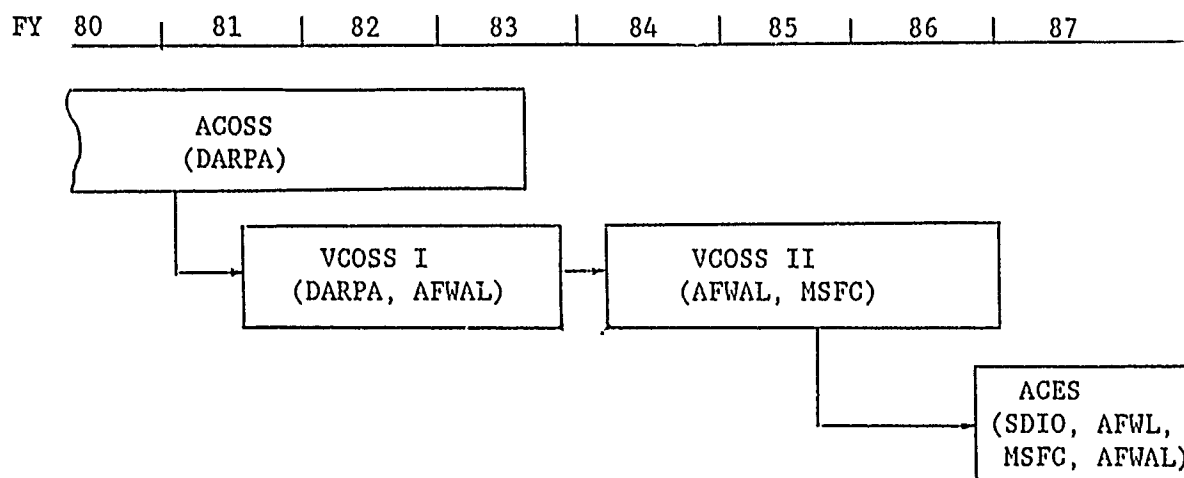 FY 80 81 82 83 84 85 86 87
ACOSS
(DARPA)
VCOSS I
(DARPA, AFWAL)
VCOSS II
(AFWAL, MSFC)
ACES
(SDIO, AFWL,
MSFC, AFWAL)